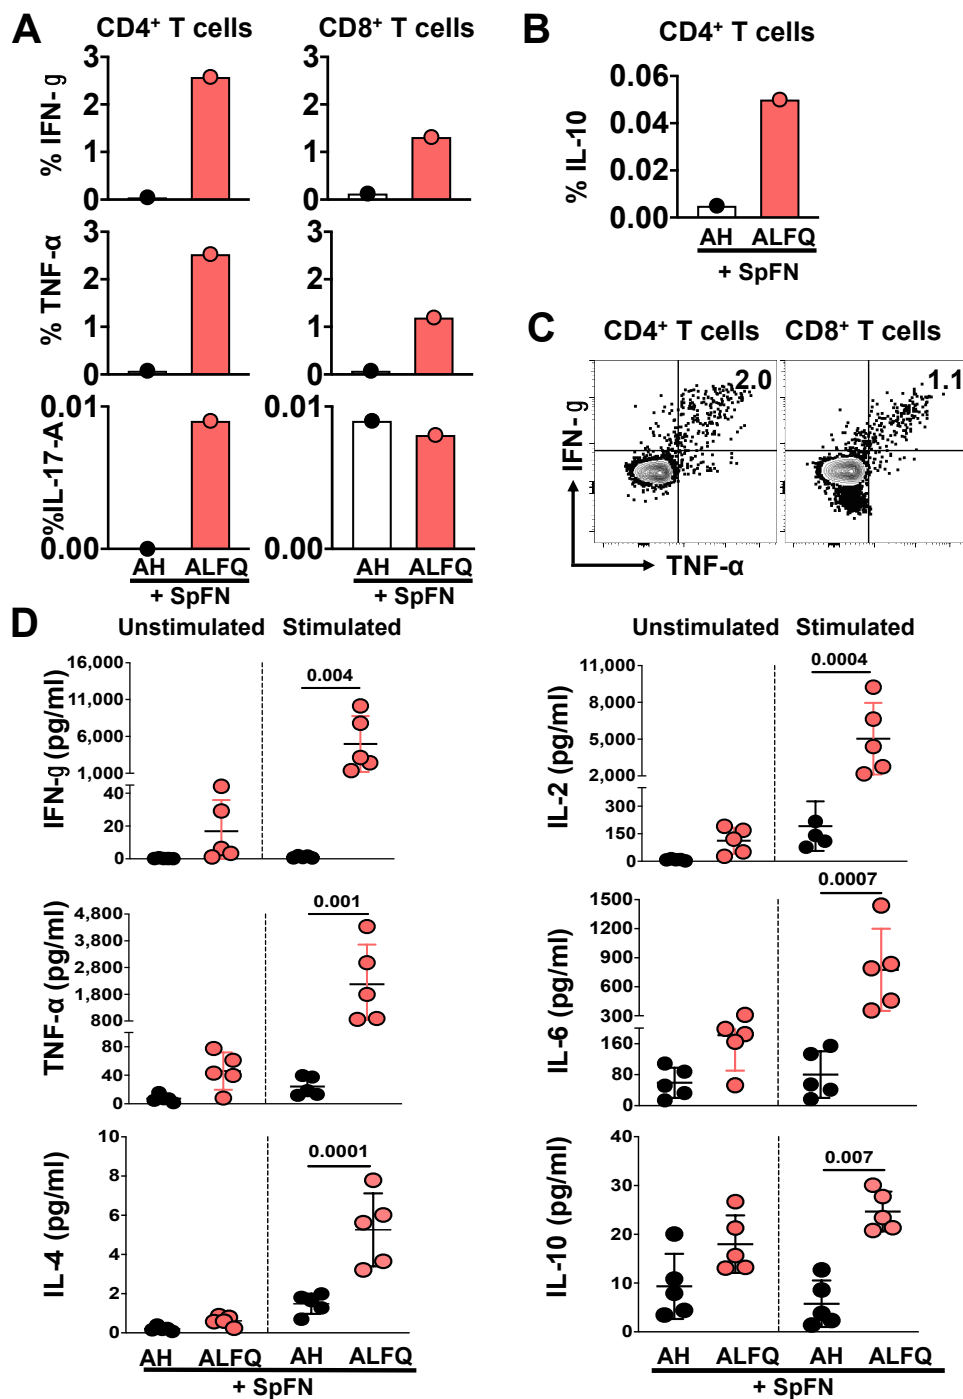 A
CD4⁺ T cells
CD8⁺ T cells
% IFN- g
3
2
1
0
3
2
1
0
% TNF-α
3
2
1
0
3
2
1
0
%IL-17-A
0.01
0.00
0.01
0.00
AH ALFQ
AH ALFQ
+ SpFN
+ SpFN
B
CD4⁺ T cells
% IL-10
0.06
0.04
0.02
0.00
AH ALFQ
+ SpFN
C
CD4⁺ T cells
CD8⁺ T cells
2.0
1.1
IFN- g
TNF-α
D
Unstimulated Stimulated
IFN-g (pg/ml)
16,000
11,000
6,000
1,000
40
20
0
0.004
TNF-α (pg/ml)
4,800
3,800
2,800
1,800
800
80
40
0
0.001
IL-4 (pg/ml)
10
8
6
4
2
0
0.0001
AH ALFQ AH ALFQ
+ SpFN
Unstimulated Stimulated
IL-2 (pg/ml)
11,000
8,000
5,000
2,000
300
150
0
0.0004
IL-6 (pg/ml)
1500
1200
900
600
300
160
80
0
0.0007
IL-10 (pg/ml)
40
30
20
10
0
0.007
AH ALFQ AH ALFQ
+ SpFN